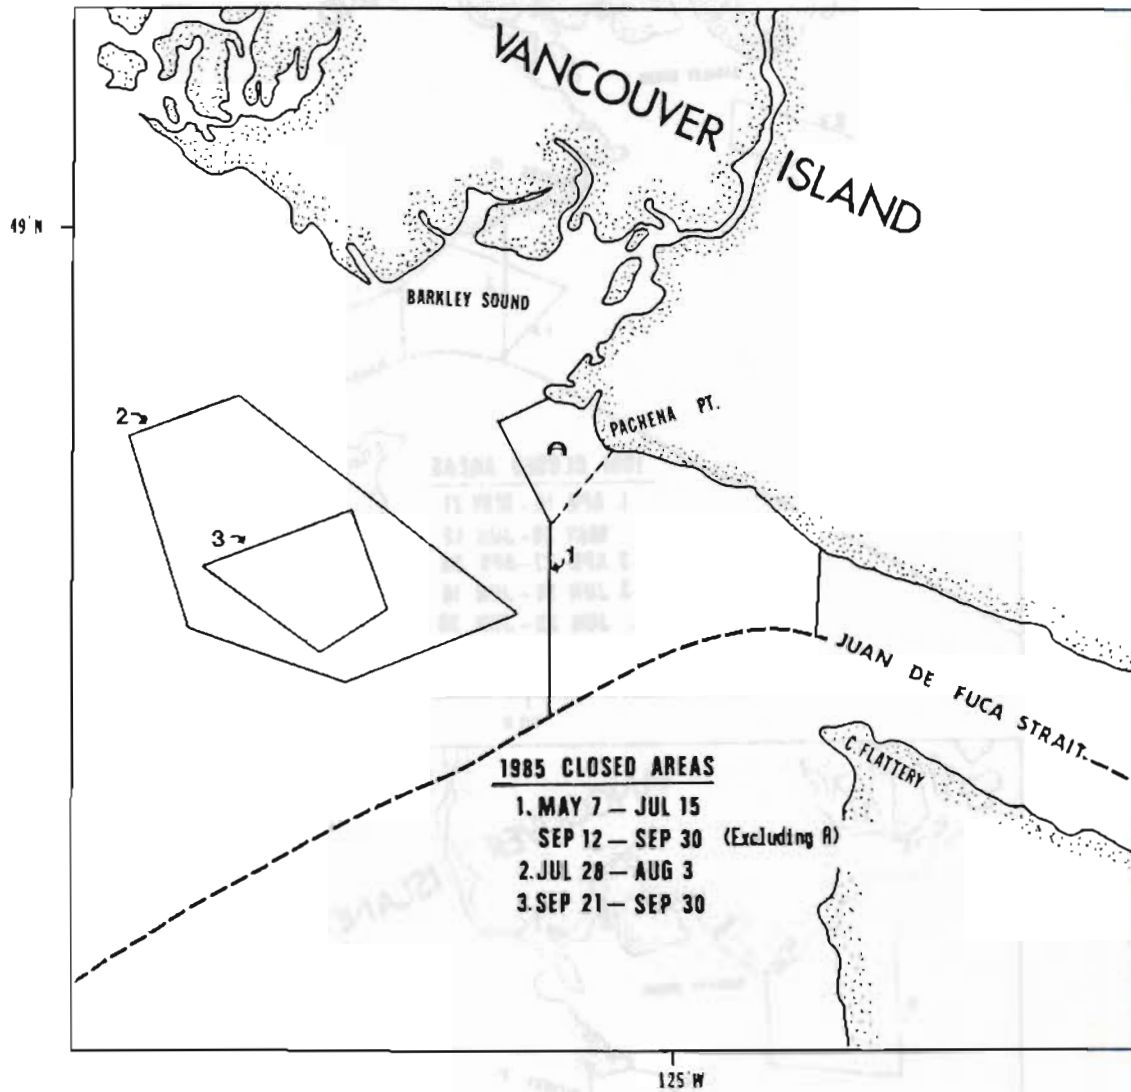 VANCOUVER
ISLAND
49°N
BARKLEY SOUND
2
PACHENA PT.
A
3
1
JUAN DE FUCA STRAIT
C. FLATTERY
1985 CLOSED AREAS
1. MAY 7 — JUL 15
SEP 12 — SEP 30 (Excluding A)
2. JUL 28 — AUG 3
3. SEP 21 — SEP 30
125°W